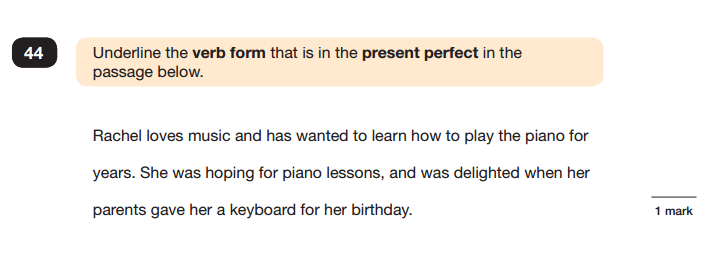 44
Underline the verb form that is in the present perfect in the
passage below.
Rachel loves music and has wanted to learn how to play the piano for
years. She was hoping for piano lessons, and was delighted when her
parents gave her a keyboard for her birthday.
1 mark